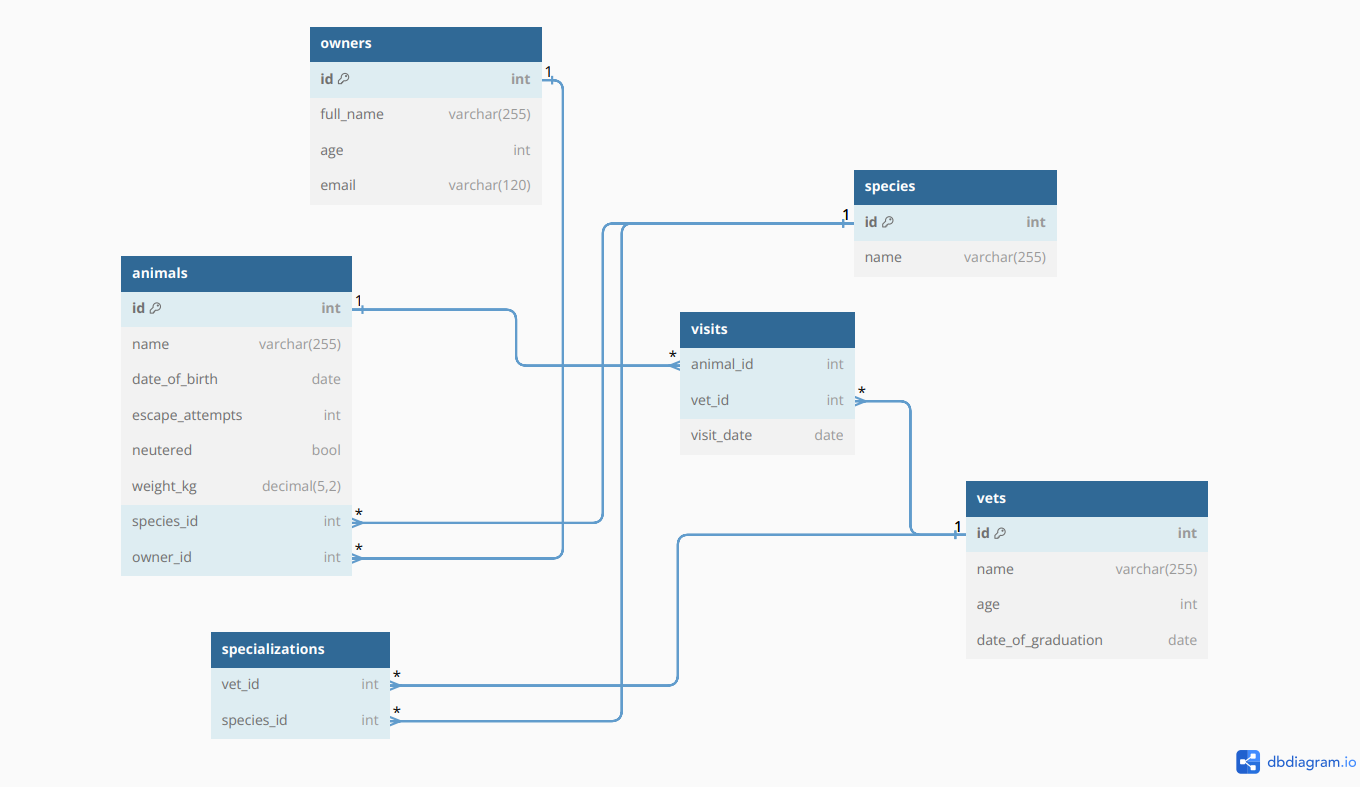 owners
id int
full_name varchar(255)
age int
email varchar(120)
1
species
id int
name varchar(255)
1
animals
id int
name varchar(255)
date_of_birth date
escape_attempts int
neutered bool
weight_kg decimal(5,2)
species_id int
owner_id int
1
*
*
visits
animal_id int
vet_id int
visit_date date
*
*
vets
id int
name varchar(255)
age int
date_of_graduation date
1
specializations
vet_id int
species_id int
*
*
dbdiagram.io